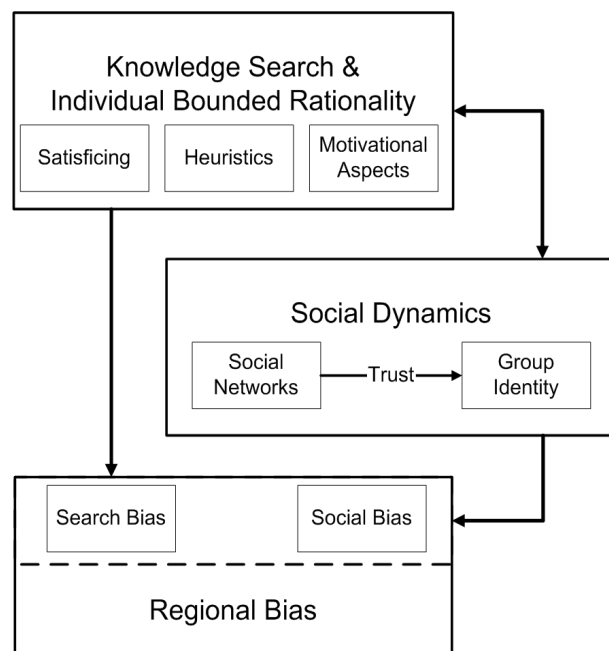 Knowledge Search &
Individual Bounded Rationality
Satisficing
Heuristics
Motivational
Aspects
Social Dynamics
Social
Networks
Trust
Group
Identity
Search Bias
Social Bias
Regional Bias